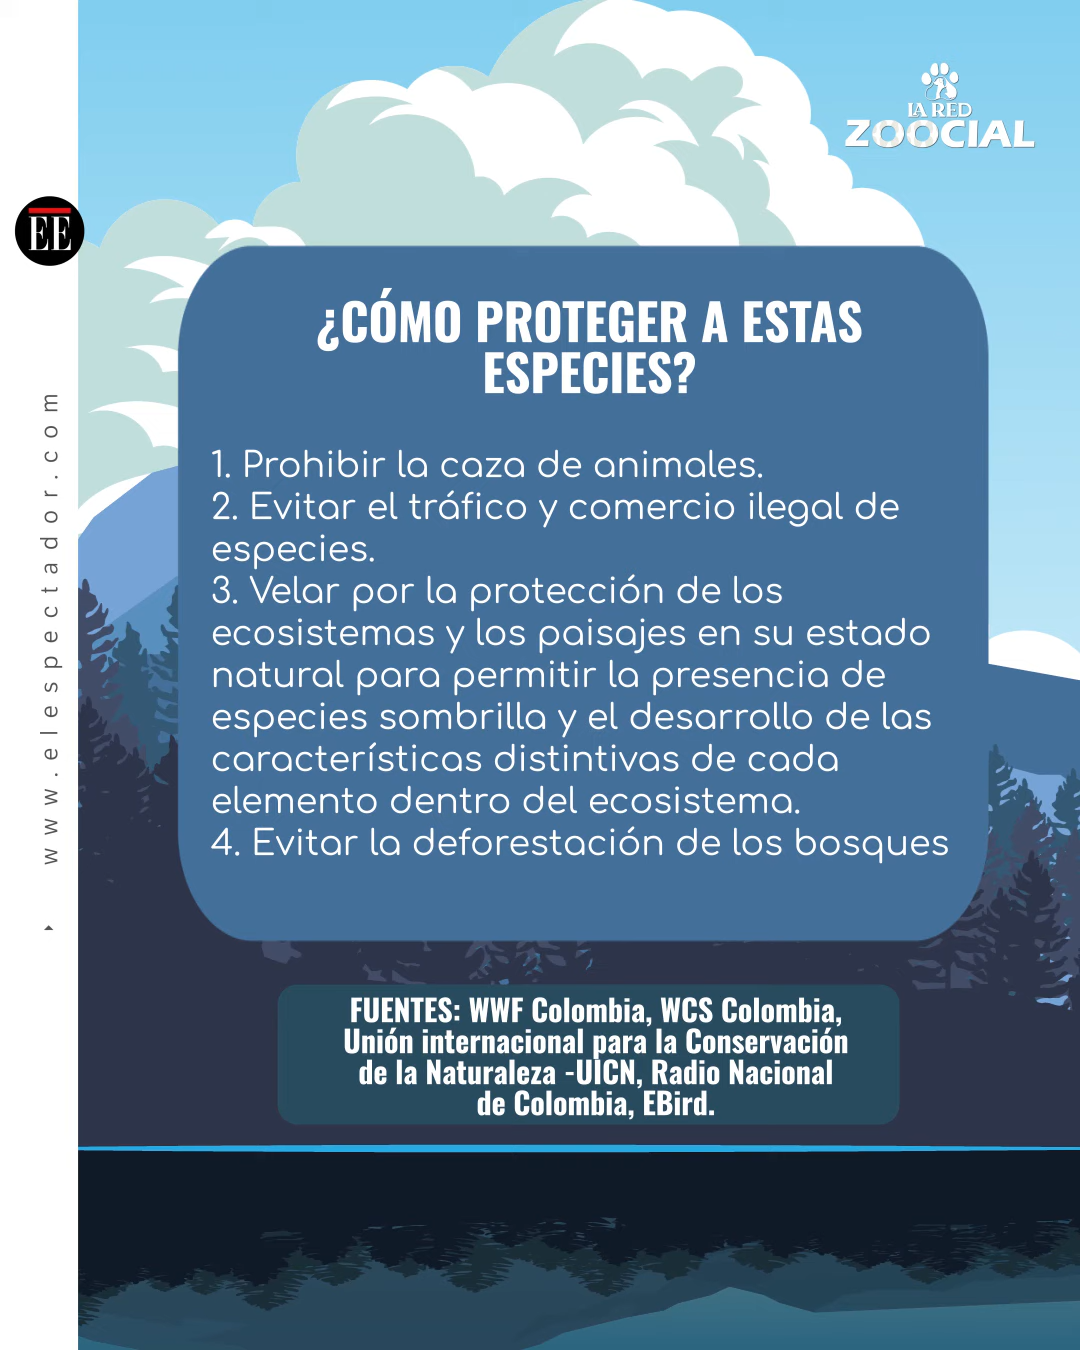 LA RED
ZOOCIAL
EE
www.elespectador.com
¿CÓMO PROTEGER A ESTAS
ESPECIES?
1. Prohibir la caza de animales.
2. Evitar el tráfico y comercio ilegal de
especies.
3. Velar por la protección de los
ecosistemas y los paisajes en su estado
natural para permitir la presencia de
especies sombrilla y el desarrollo de las
características distintivas de cada
elemento dentro del ecosistema.
4. Evitar la deforestación de los bosques
FUENTES: WWF Colombia, WCS Colombia,
Unión internacional para la Conservación
de la Naturaleza -UICN, Radio Nacional
de Colombia, EBird.